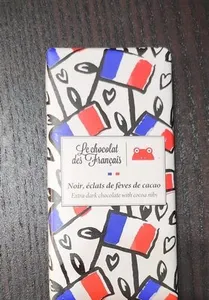 Le chocolat
des Français
Noir, éclats de fèves de cacao
Extra dark chocolate with cocoa nibs